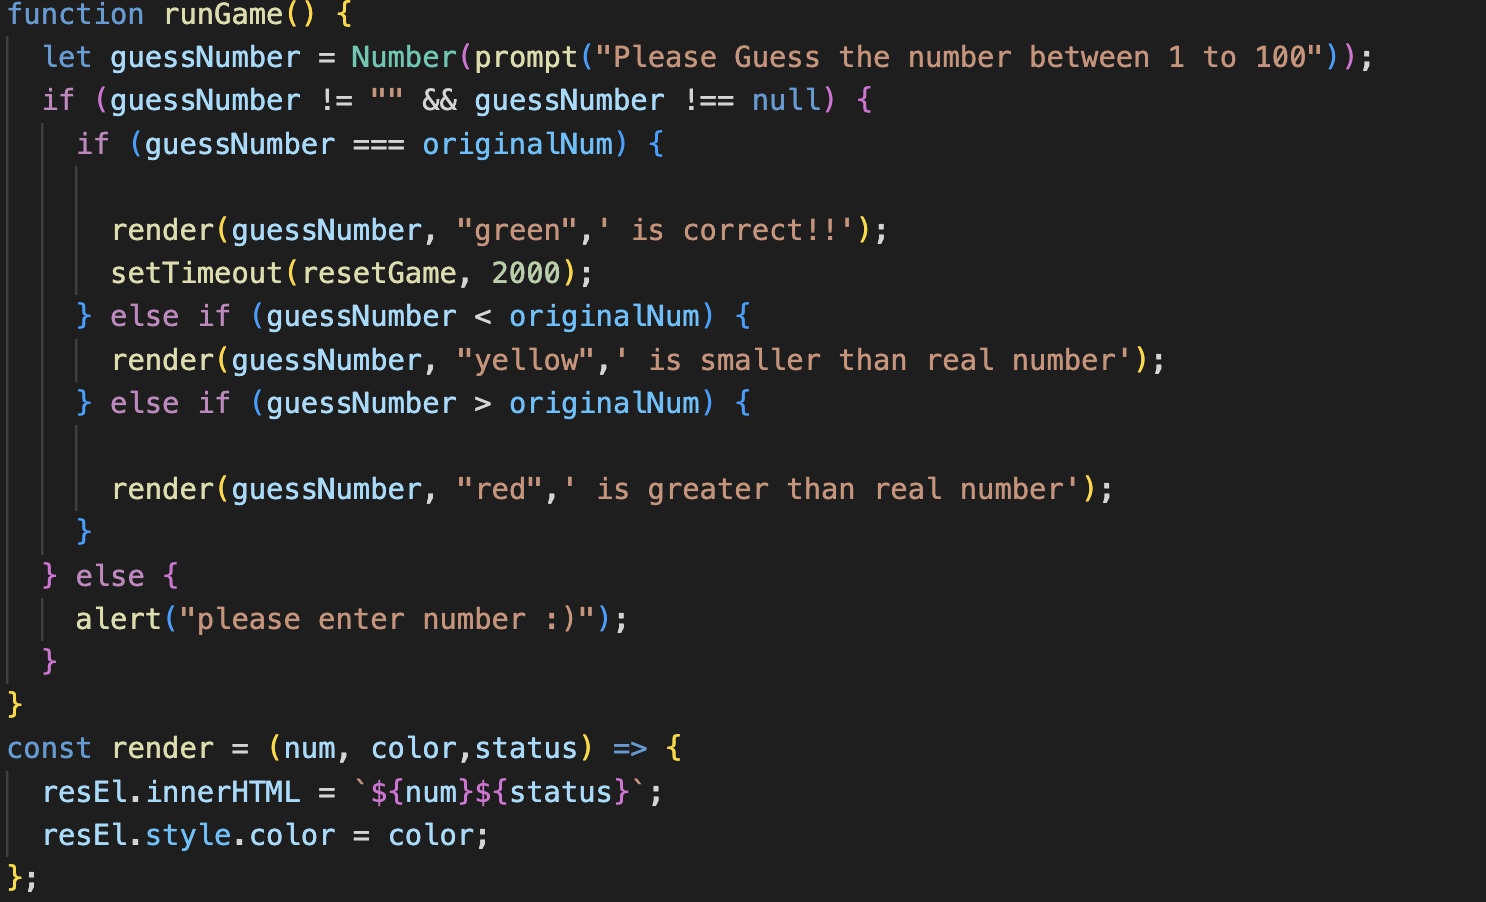 function runGame() {
  let guessNumber = Number(prompt("Please Guess the number between 1 to 100"));
  if (guessNumber != "" && guessNumber !== null) {
    if (guessNumber === originalNum) {

      render(guessNumber, "green",' is correct!!');
      setTimeout(resetGame, 2000);
    } else if (guessNumber < originalNum) {
      render(guessNumber, "yellow",' is smaller than real number');
    } else if (guessNumber > originalNum) {

      render(guessNumber, "red",' is greater than real number');
    }
  } else {
    alert("please enter number :)");
  }
}
const render = (num, color,status) => {
  resEl.innerHTML = `${num}${status}`;
  resEl.style.color = color;
};